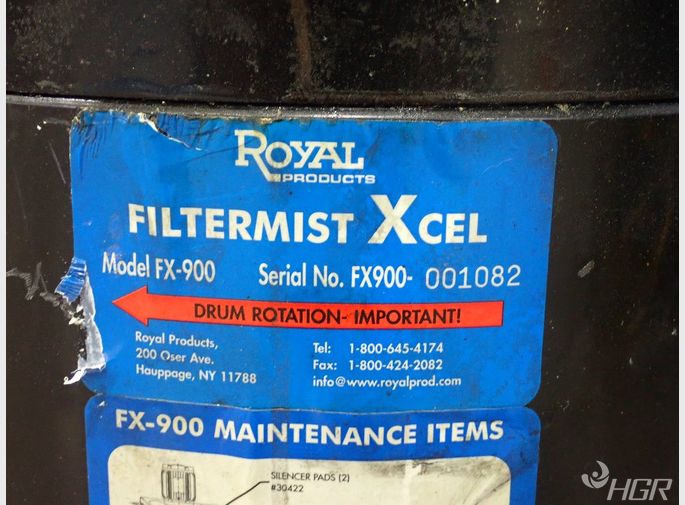 ROYAL
PRODUCTS
FILTERMIST XCEL
Model FX-900 Serial No. FX900- 001082
DRUM ROTATION- IMPORTANT!
Royal Products,
200 Oser Ave.
Hauppage, NY 11788
Tel: 1-800-645-4174
Fax: 1-800-424-2082
info@www.royalprod.com
FX-900 MAINTENANCE ITEMS
SILENCER PADS (2)
#30422
HGR